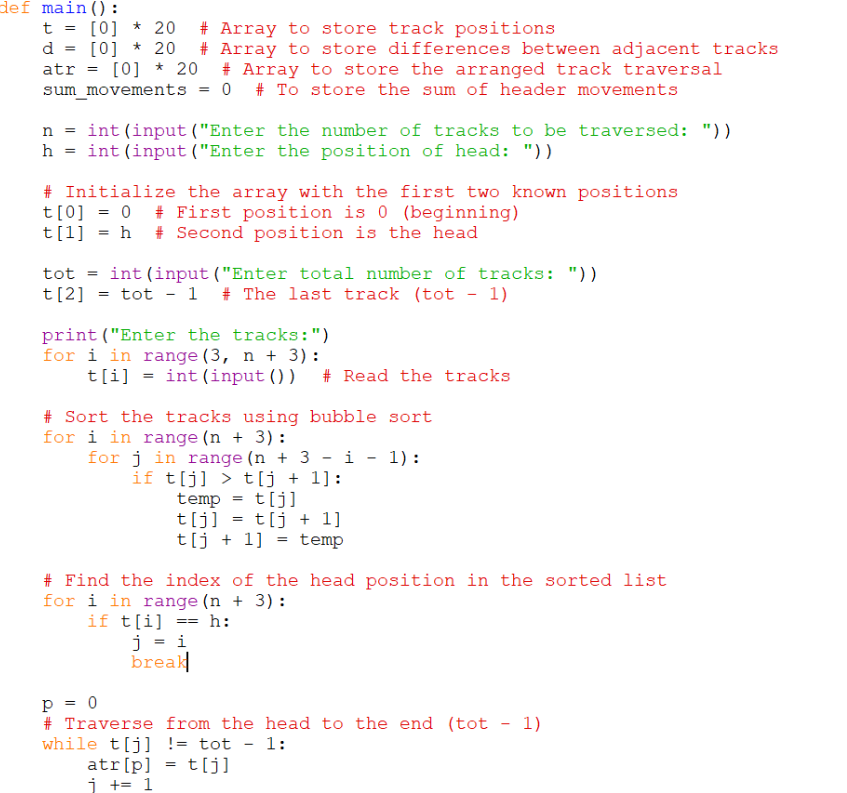 def main():
    t = [0] * 20  # Array to store track positions
    d = [0] * 20  # Array to store differences between adjacent tracks
    atr = [0] * 20  # Array to store the arranged track traversal
    sum_movements = 0  # To store the sum of header movements
    n = int(input("Enter the number of tracks to be traversed: "))
    h = int(input("Enter the position of head: "))
    # Initialize the array with the first two known positions
    t[0] = 0  # First position is 0 (beginning)
    t[1] = h  # Second position is the head
    tot = int(input("Enter total number of tracks: "))
    t[2] = tot - 1  # The last track (tot - 1)
    print("Enter the tracks:")
    for i in range(3, n + 3):
        t[i] = int(input())  # Read the tracks
    # Sort the tracks using bubble sort
    for i in range(n + 3):
        for j in range(n + 3 - i - 1):
            if t[j] > t[j + 1]:
                temp = t[j]
                t[j] = t[j + 1]
                t[j + 1] = temp
    # Find the index of the head position in the sorted list
    for i in range(n + 3):
        if t[i] == h:
            j = i
            break
    p = 0
    # Traverse from the head to the end (tot - 1)
    while t[j] != tot - 1:
        atr[p] = t[j]
        j += 1